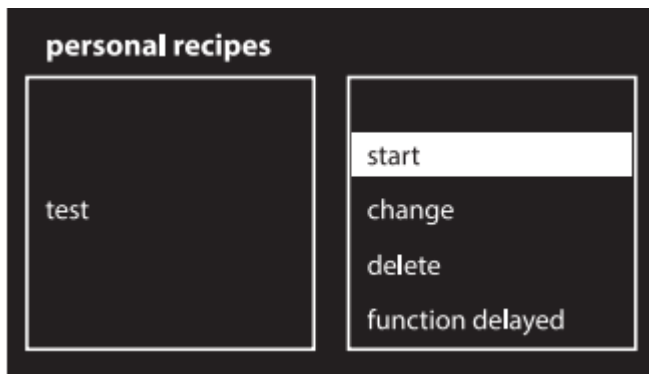 personal recipes
test
start
change
delete
function delayed